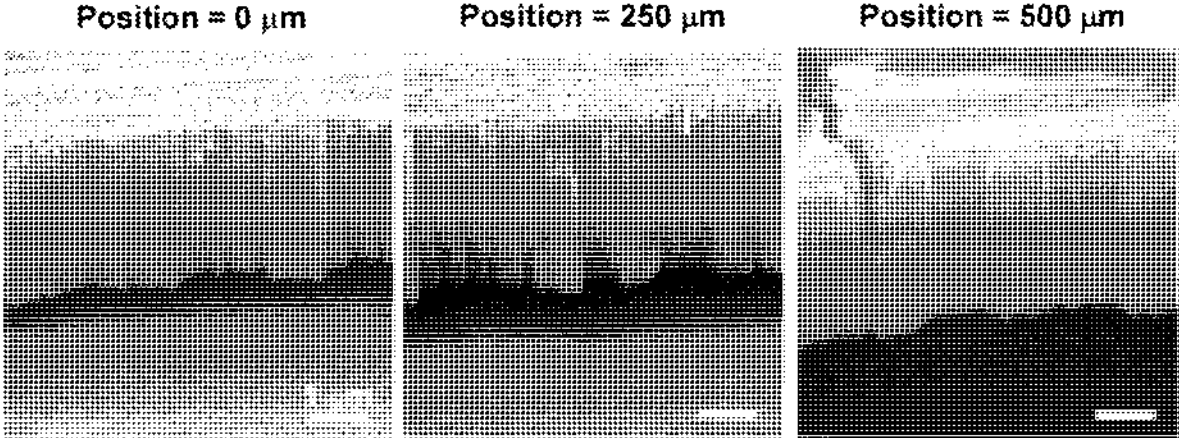 Position = 0 μm
Position = 250 μm
Position = 500 μm